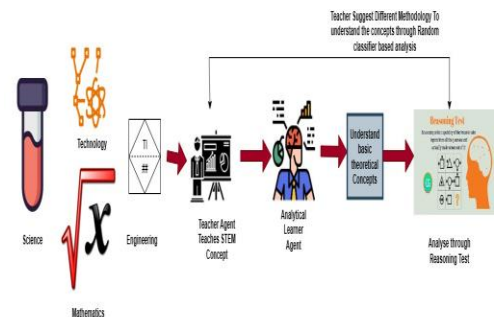 Teacher Suggest Different Methodology To
understand the concepts through Random
classifier based analysis
Technology
TI
##
Science
Engineering
Mathematics
Teacher Agent
Teaches STEM
Concept
Analytical
Learner
Agent
Understand
basic
theoretical
Concepts
Reasoning Test
Analyse through
Reasoning Test